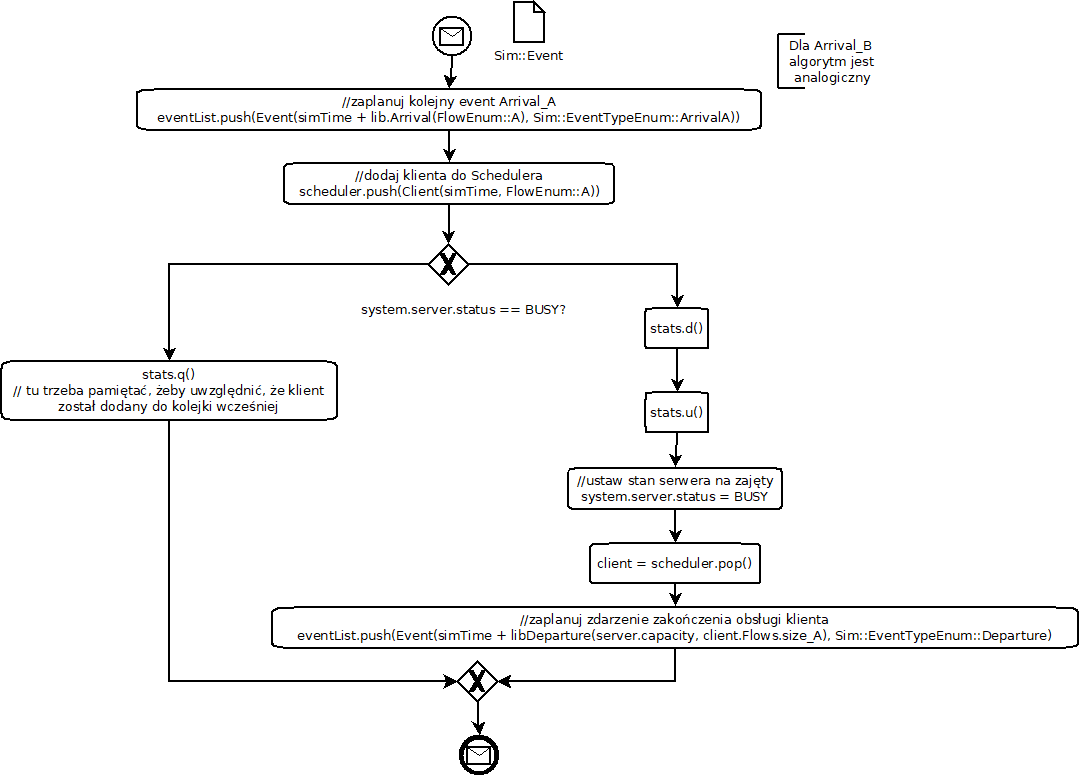 Sim::Event
Dla Arrival_B
algorytm jest
analogiczny
//zaplanuj kolejny event Arrival_A
eventList.push(Event(simTime + lib.Arrival(FlowEnum::A), Sim::EventTypeEnum::ArrivalA))
//dodaj klienta do Schedulera
scheduler.push(Client(simTime, FlowEnum::A))
X
system.server.status == BUSY?
stats.d()
stats.q()
// tu trzeba pamiętać, żeby uwzględnić, że klient
został dodany do kolejki wcześniej
stats.u()
//ustaw stan serwera na zajęty
system.server.status = BUSY
client = scheduler.pop()
//zaplanuj zdarzenie zakończenia obsługi klienta
eventList.push(Event(simTime + libDeparture(server.capacity, client.Flows.size_A), Sim::EventTypeEnum::Departure)
X